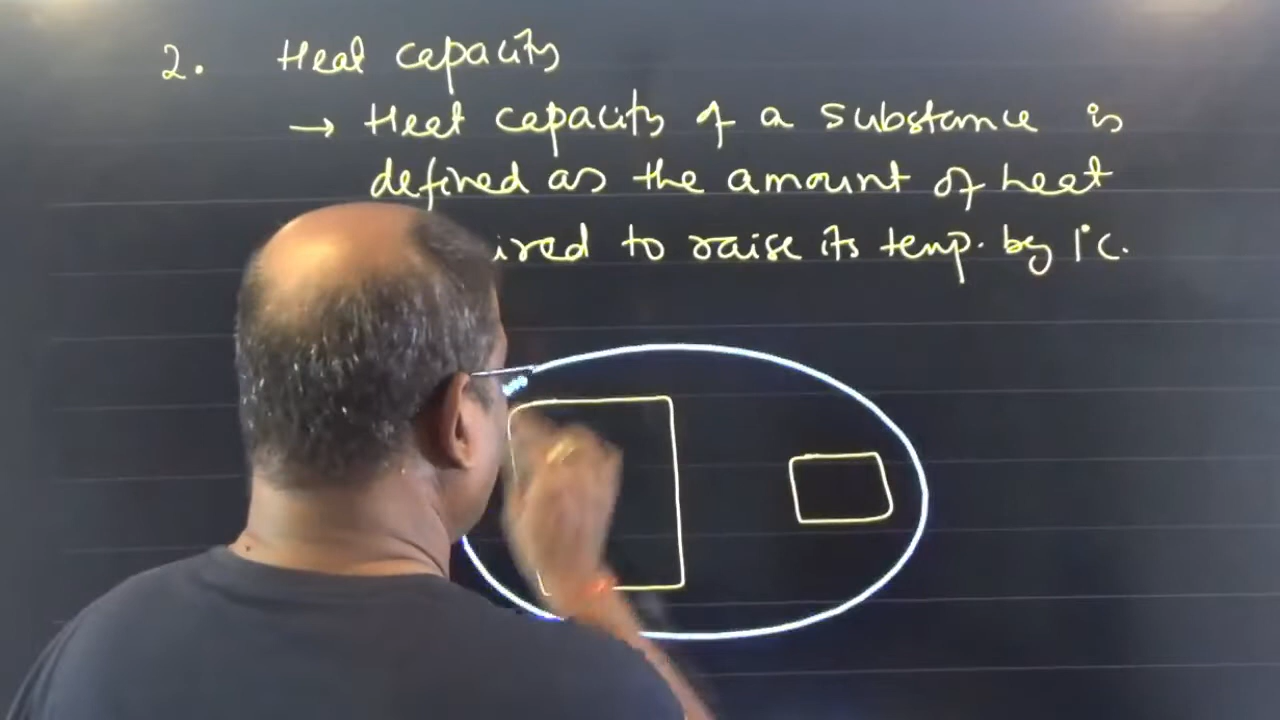 2. Heat capacity
→ Heat capacity of a substance is
defined as the amount of heat
ired to raise its temp. by 1°c.